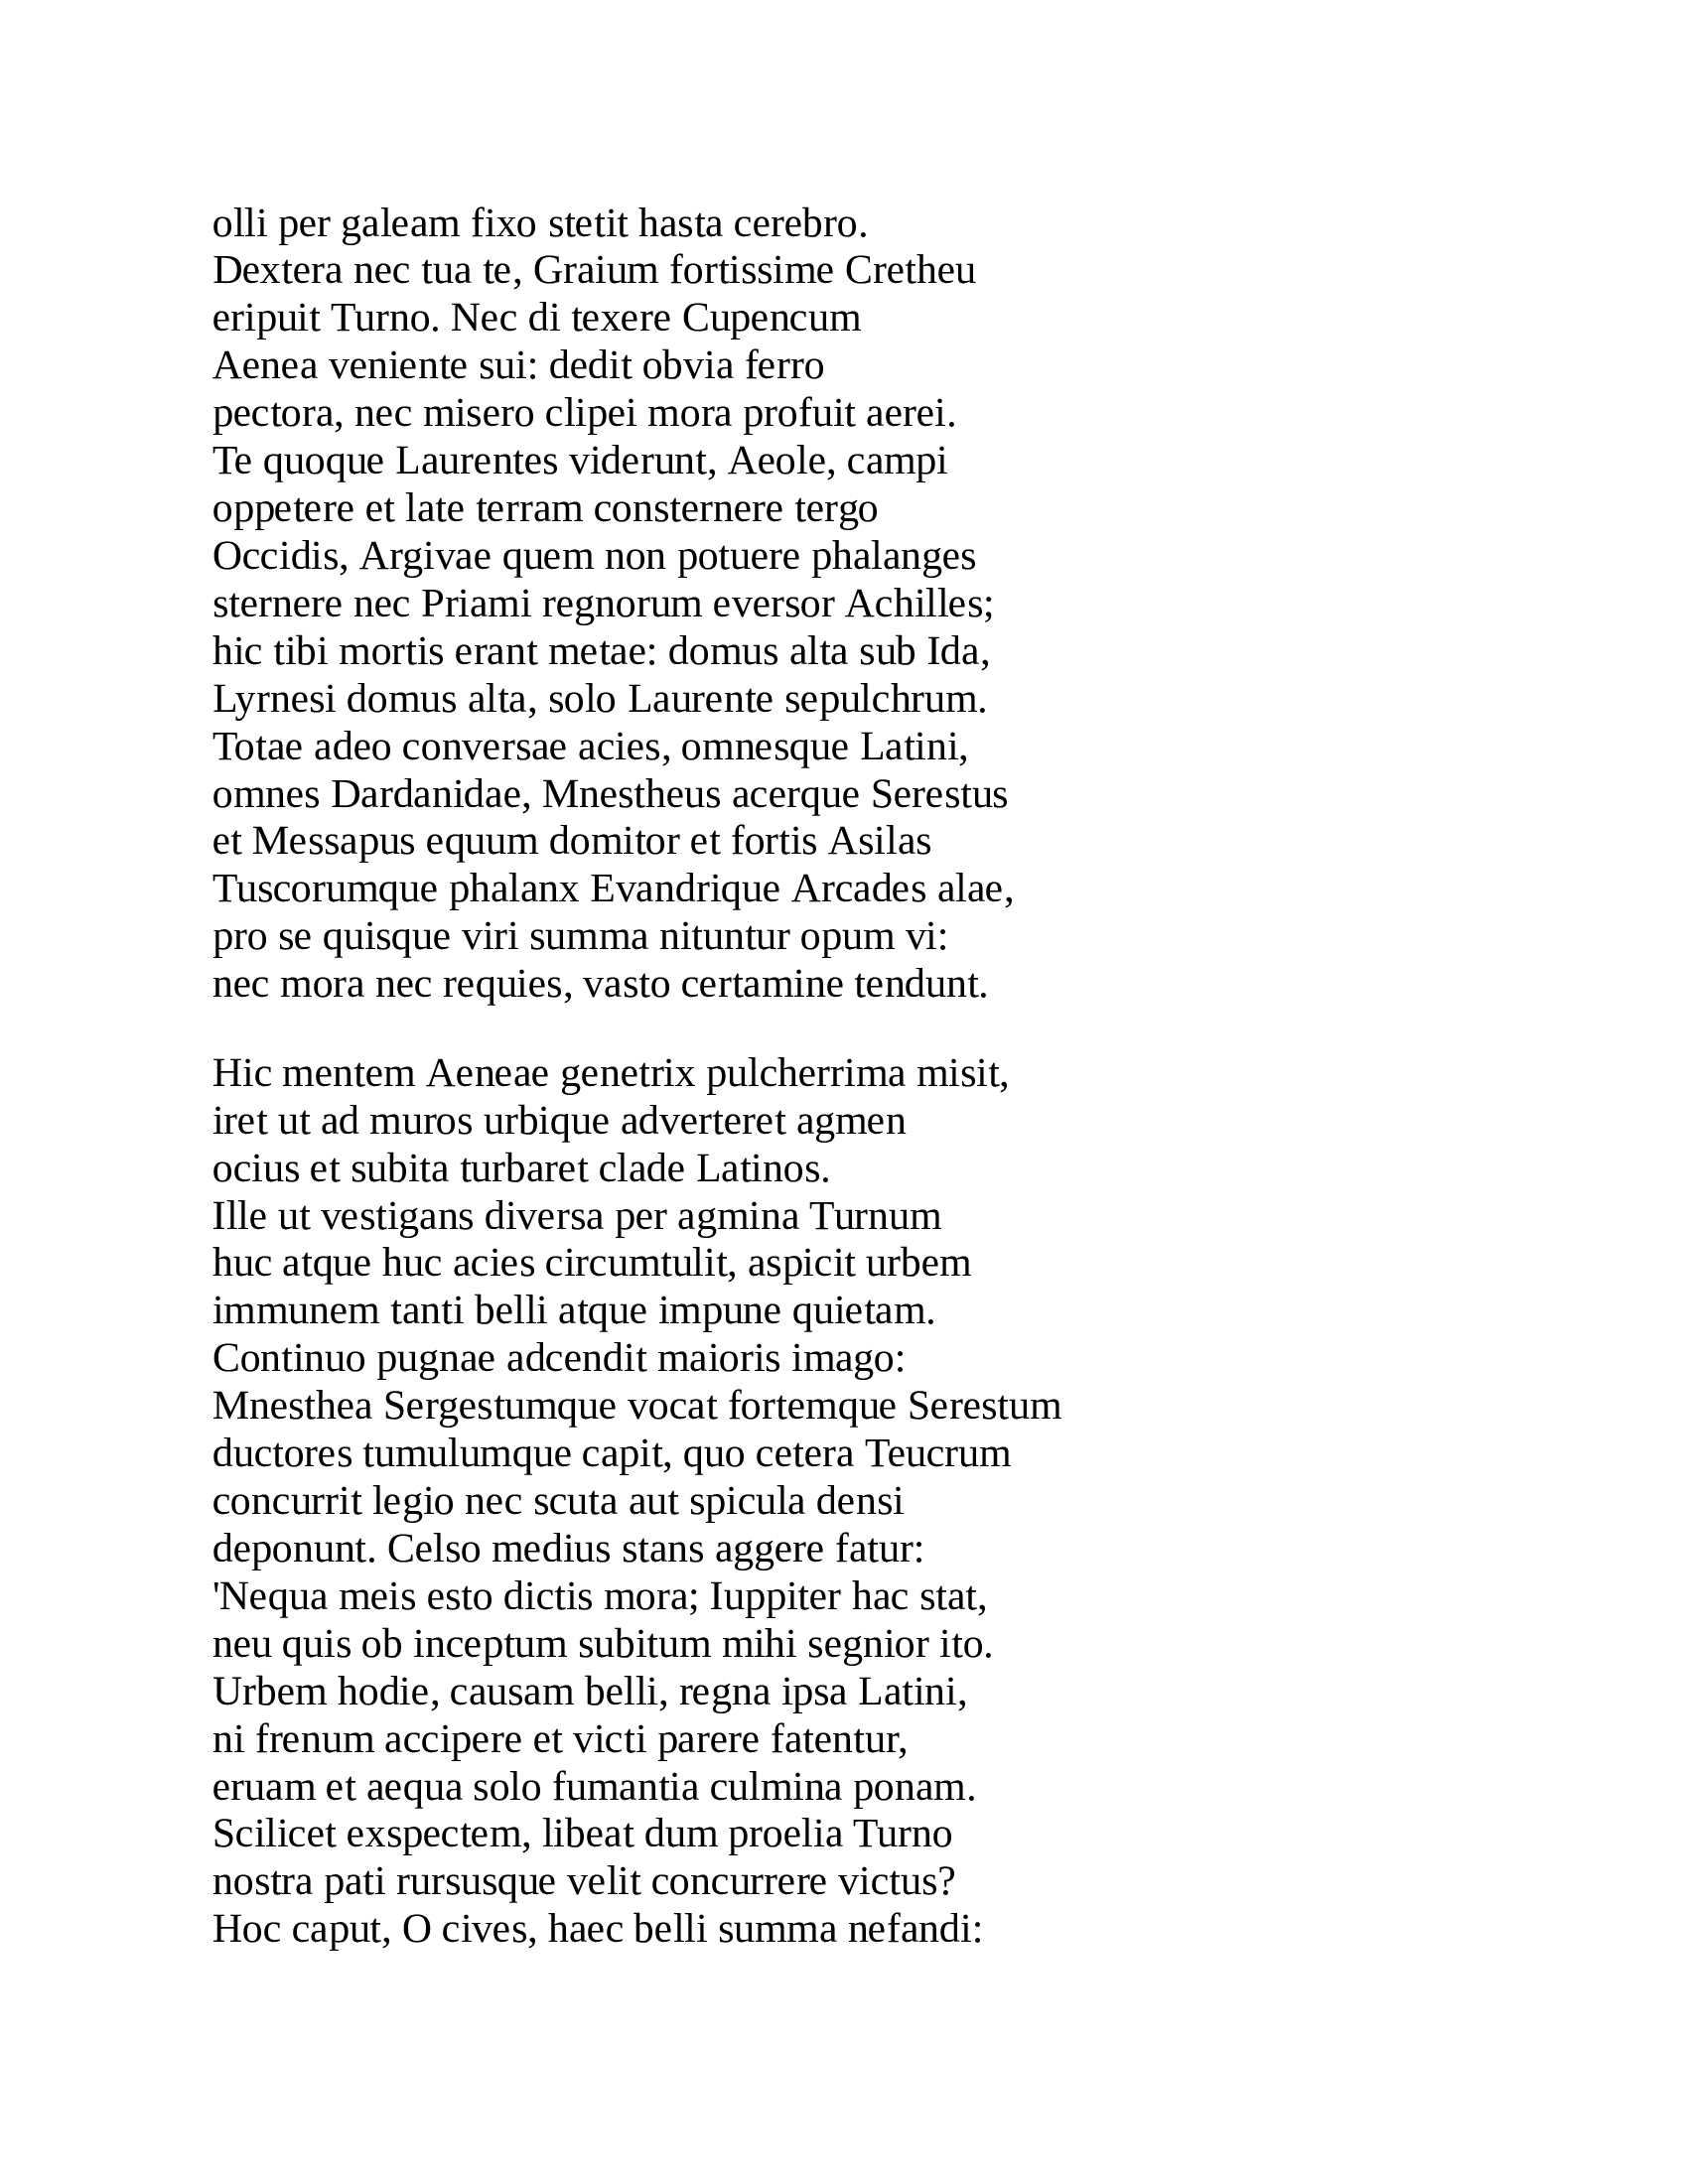 olli per galeam fixo stetit hasta cerebro.
Dextera nec tua te, Graium fortissime Cretheu
eripuit Turno. Nec di texere Cupencum
Aenea veniente sui: dedit obvia ferro
pectora, nec misero clipei mora profuit aerei.
Te quoque Laurentes viderunt, Aeole, campi
oppetere et late terram consternere tergo
Occidis, Argivae quem non potuere phalanges
sternere nec Priami regnorum eversor Achilles;
hic tibi mortis erant metae: domus alta sub Ida,
Lyrnesi domus alta, solo Laurente sepulchrum.
Totae adeo conversae acies, omnesque Latini,
omnes Dardanidae, Mnestheus acerque Serestus
et Messapus equum domitor et fortis Asilas
Tuscorumque phalanx Evandrique Arcades alae,
pro se quisque viri summa nituntur opum vi:
nec mora nec requies, vasto certamine tendunt.

Hic mentem Aeneae genetrix pulcherrima misit,
iret ut ad muros urbique adverteret agmen
ocius et subita turbaret clade Latinos.
Ille ut vestigans diversa per agmina Turnum
huc atque huc acies circumtulit, aspicit urbem
immunem tanti belli atque impune quietam.
Continuo pugnae adcendit maioris imago:
Mnesthea Sergestumque vocat fortemque Serestum
ductores tumulumque capit, quo cetera Teucrum
concurrit legio nec scuta aut spicula densi
deponunt. Celso medius stans aggere fatur:
'Nequa meis esto dictis mora; Iuppiter hac stat,
neu quis ob inceptum subitum mihi segnior ito.
Urbem hodie, causam belli, regna ipsa Latini,
ni frenum accipere et victi parere fatentur,
eruam et aequa solo fumantia culmina ponam.
Scilicet exspectem, libeat dum proelia Turno
nostra pati rursusque velit concurrere victus?
Hoc caput, O cives, haec belli summa nefandi: